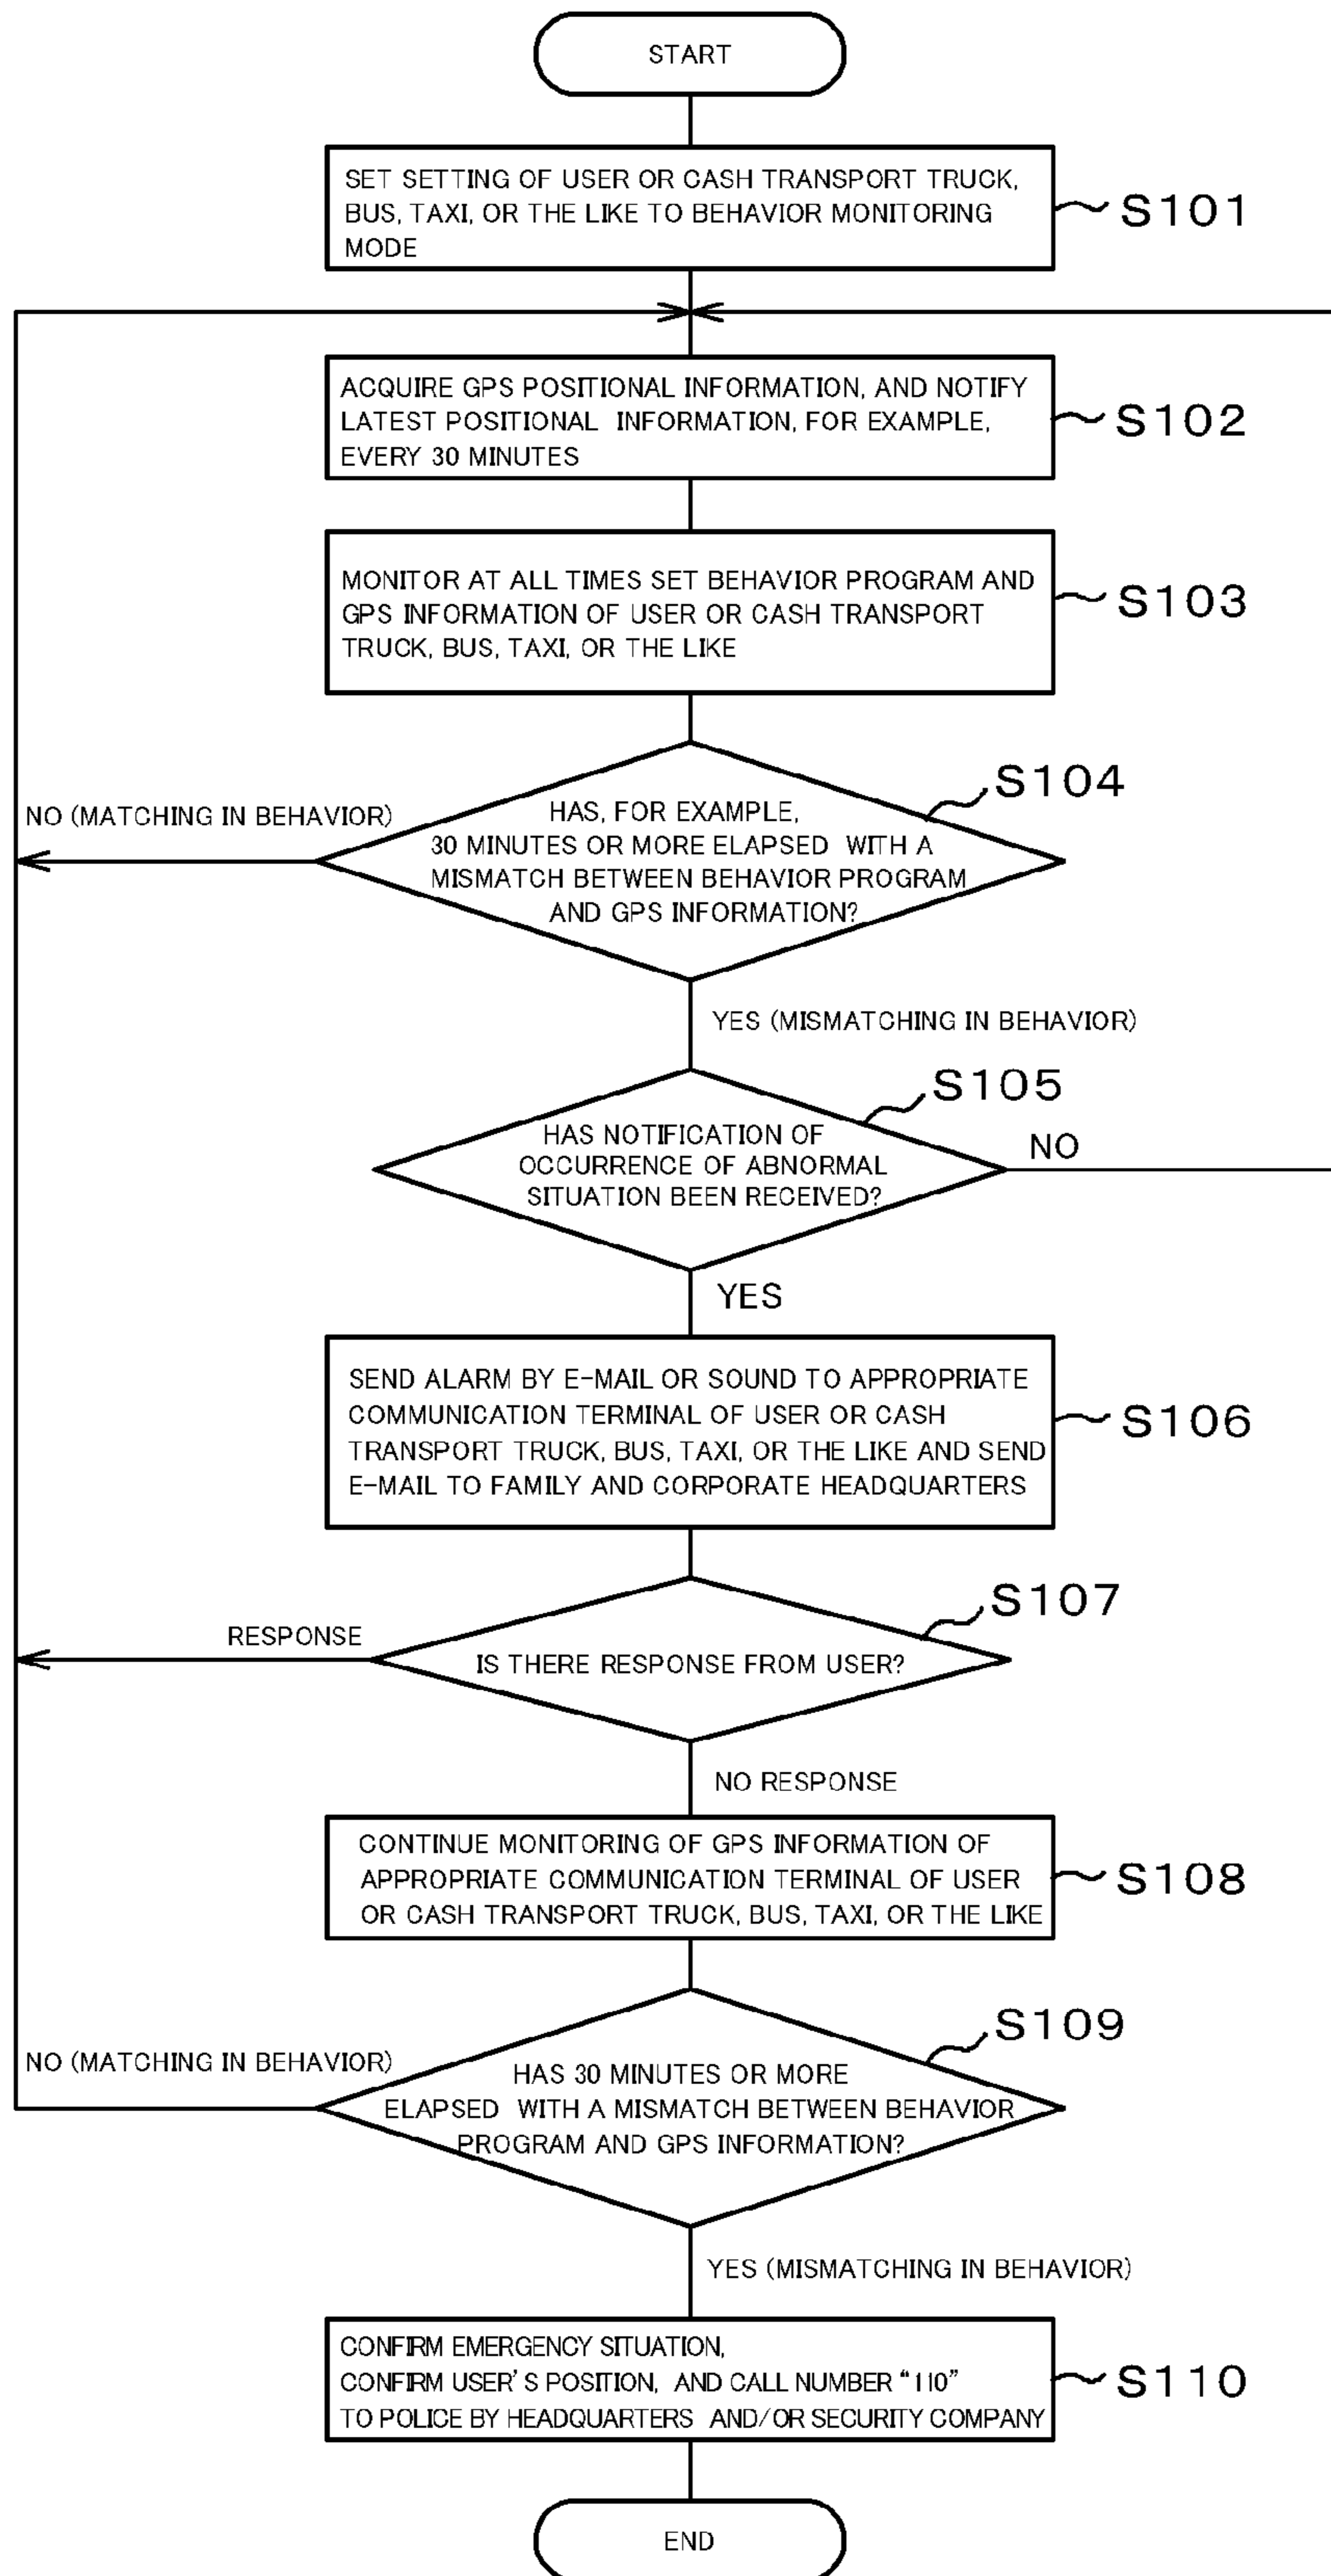 START
SET SETTING OF USER OR CASH TRANSPORT TRUCK,
BUS, TAXI, OR THE LIKE TO BEHAVIOR MONITORING
MODE
S101
ACQUIRE GPS POSITIONAL INFORMATION, AND NOTIFY
LATEST POSITIONAL INFORMATION, FOR EXAMPLE,
EVERY 30 MINUTES
S102
MONITOR AT ALL TIMES SET BEHAVIOR PROGRAM AND
GPS INFORMATION OF USER OR CASH TRANSPORT
TRUCK, BUS, TAXI, OR THE LIKE
S103
S104
NO (MATCHING IN BEHAVIOR)
HAS, FOR EXAMPLE,
30 MINUTES OR MORE ELAPSED WITH A
MISMATCH BETWEEN BEHAVIOR PROGRAM
AND GPS INFORMATION?
YES (MISMATCHING IN BEHAVIOR)
S105
HAS NOTIFICATION OF
OCCURRENCE OF ABNORMAL
SITUATION BEEN RECEIVED?
NO
YES
SEND ALARM BY E-MAIL OR SOUND TO APPROPRIATE
COMMUNICATION TERMINAL OF USER OR CASH
TRANSPORT TRUCK, BUS, TAXI, OR THE LIKE AND SEND
E-MAIL TO FAMILY AND CORPORATE HEADQUARTERS
S106
S107
RESPONSE
IS THERE RESPONSE FROM USER?
NO RESPONSE
CONTINUE MONITORING OF GPS INFORMATION OF
APPROPRIATE COMMUNICATION TERMINAL OF USER
OR CASH TRANSPORT TRUCK, BUS, TAXI, OR THE LIKE
S108
S109
NO (MATCHING IN BEHAVIOR)
HAS 30 MINUTES OR MORE
ELAPSED WITH A MISMATCH BETWEEN BEHAVIOR
PROGRAM AND GPS INFORMATION?
YES (MISMATCHING IN BEHAVIOR)
CONFIRM EMERGENCY SITUATION,
CONFIRM USER'S POSITION, AND CALL NUMBER “110”
TO POLICE BY HEADQUARTERS AND/OR SECURITY COMPANY
S110
END